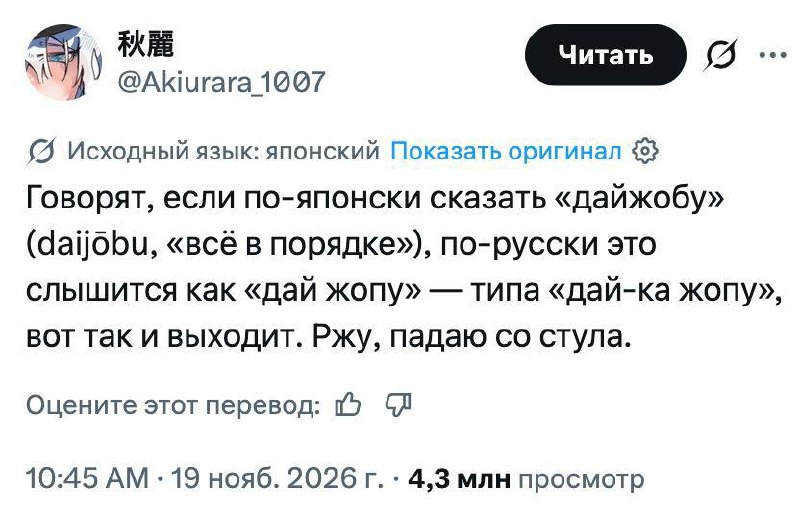 秋麗
Читать
@Akiurara_1007
Исходный язык: японский Показать оригинал
Говорят, если по-японски сказать «дайжобу»
(daijōbu, «всё в порядке»), по-русски это
слышится как «дай жопу» — типа «дай-ка жопу»,
вот так и выходит. Ржу, падаю со стула.
Оцените этот перевод:
10:45 AM · 19 нояб. 2026 г. · 4,3 млн просмотр